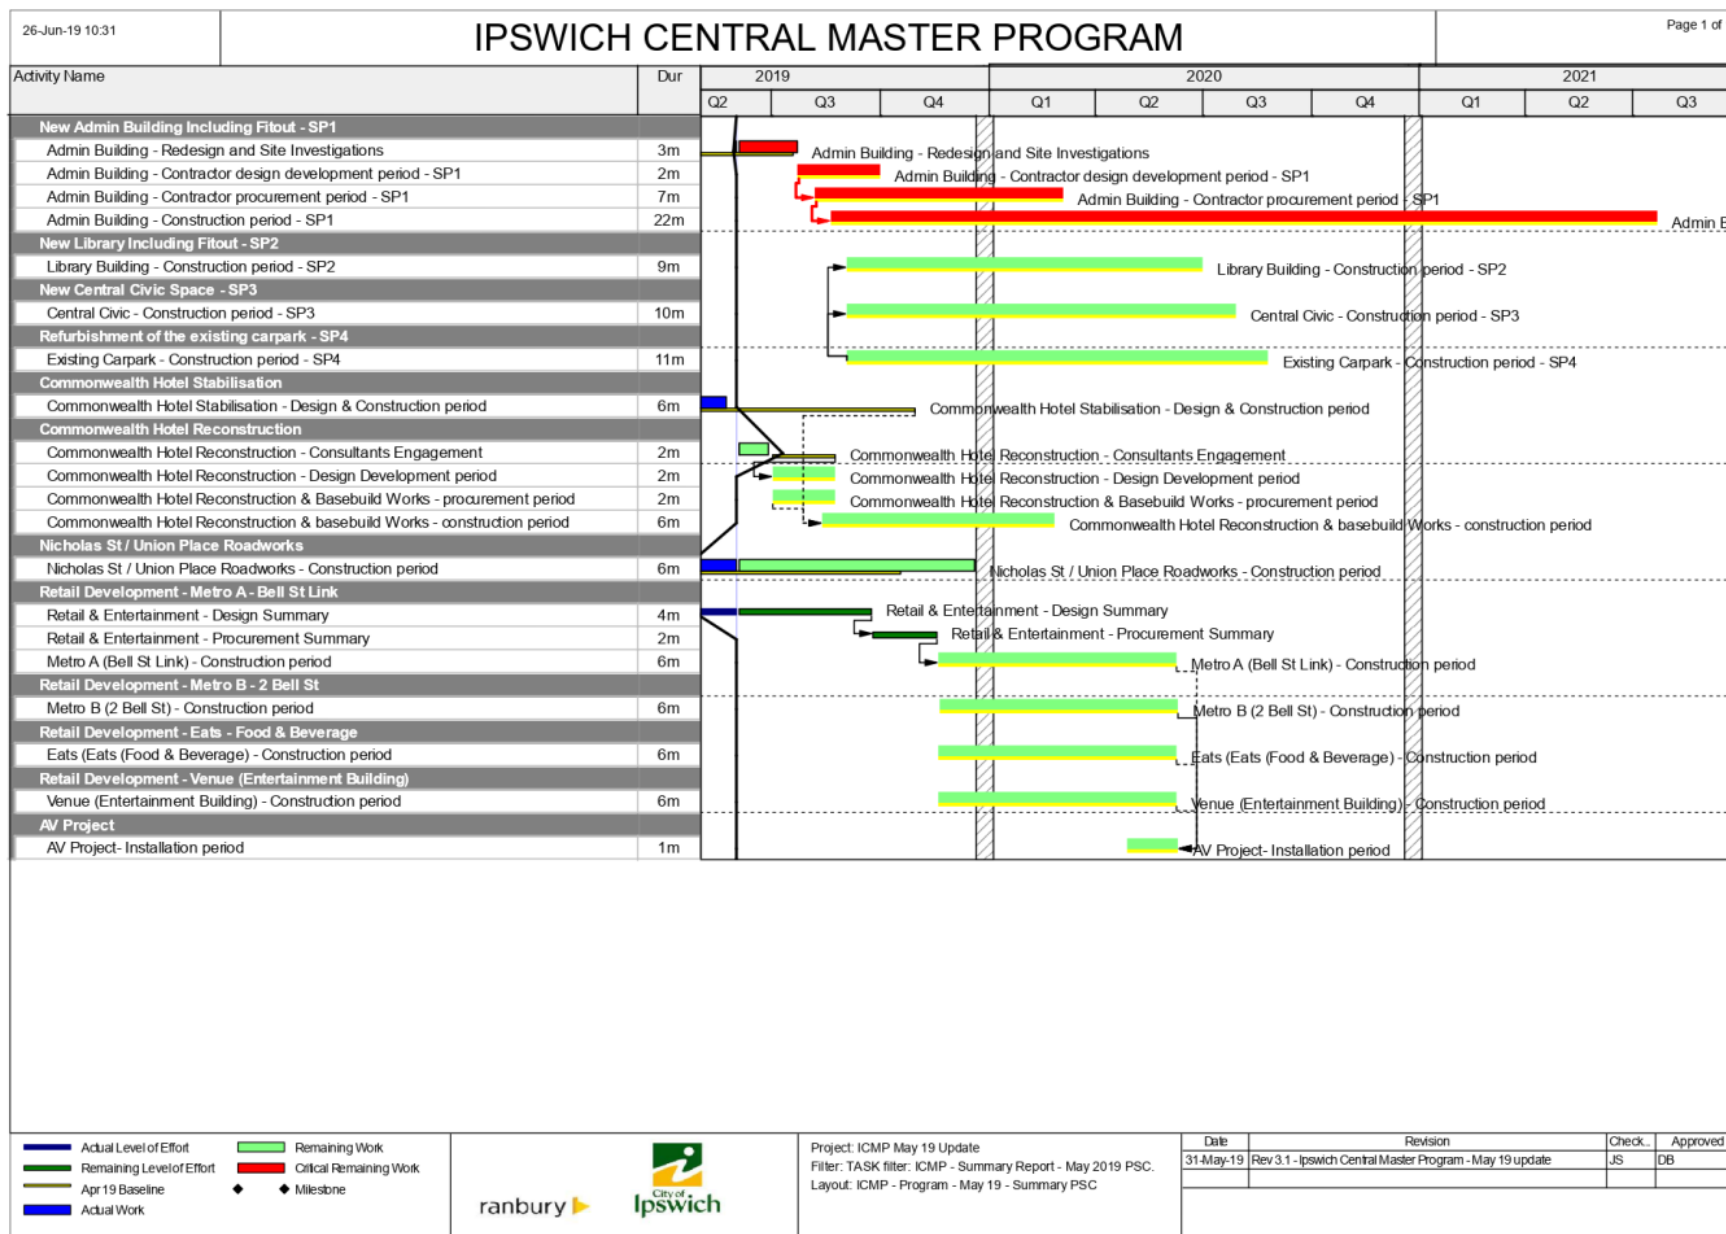 26-Jun-19 10:31
IPSWICH CENTRAL MASTER PROGRAM
Page 1 of
Activity Name Dur 2019 2020 2021
Q2 Q3 Q4 Q1 Q2 Q3 Q4 Q1 Q2 Q3
New Admin Building Including Fitout - SP1
Admin Building - Redesign and Site Investigations 3m Admin Building - Redesign and Site Investigations
Admin Building - Contractor design development period - SP1 2m Admin Building - Contractor design development period - SP1
Admin Building - Contractor procurement period - SP1 7m Admin Building - Contractor procurement period - SP1
Admin Building - Construction period - SP1 22m Admin B
New Library Including Fitout - SP2
Library Building - Construction period - SP2 9m Library Building - Construction period - SP2
New Central Civic Space - SP3
Central Civic - Construction period - SP3 10m Central Civic - Construction period - SP3
Refurbishment of the existing carpark - SP4
Existing Carpark - Construction period - SP4 11m Existing Carpark - Construction period - SP4
Commonwealth Hotel Stabilisation
Commonwealth Hotel Stabilisation - Design & Construction period 6m Commonwealth Hotel Stabilisation - Design & Construction period
Commonwealth Hotel Reconstruction
Commonwealth Hotel Reconstruction - Consultants Engagement 2m Commonwealth Hotel Reconstruction - Consultants Engagement
Commonwealth Hotel Reconstruction - Design Development period 2m Commonwealth Hotel Reconstruction - Design Development period
Commonwealth Hotel Reconstruction & Basebuild Works - procurement period 2m Commonwealth Hotel Reconstruction & Basebuild Works - procurement period
Commonwealth Hotel Reconstruction & basebuild Works - construction period 6m Commonwealth Hotel Reconstruction & basebuild Works - construction period
Nicholas St / Union Place Roadworks
Nicholas St / Union Place Roadworks - Construction period 6m Nicholas St / Union Place Roadworks - Construction period
Retail Development - Metro A - Bell St Link
Retail & Entertainment - Design Summary 4m Retail & Entertainment - Design Summary
Retail & Entertainment - Procurement Summary 2m Retail & Entertainment - Procurement Summary
Metro A (Bell St Link) - Construction period 6m Metro A (Bell St Link) - Construction period
Retail Development - Metro B - 2 Bell St
Metro B (2 Bell St) - Construction period 6m Metro B (2 Bell St) - Construction period
Retail Development - Eats - Food & Beverage
Eats (Eats (Food & Beverage) - Construction period 6m Eats (Eats (Food & Beverage) - Construction period
Retail Development - Venue (Entertainment Building)
Venue (Entertainment Building) - Construction period 6m Venue (Entertainment Building) - Construction period
AV Project
AV Project- Installation period 1m AV Project- Installation period
Actual Level of Effort Remaining Work
Remaining Level of Effort Critical Remaining Work
Apr 19 Baseline Milestone
Actual Work
ranbury
City of
Ipswich
Project: ICMP May 19 Update
Filter: TASK filter: ICMP - Summary Report - May 2019 PSC.
Layout: ICMP - Program - May 19 - Summary PSC
Date Revision Check... Approved
31-May-19 Rev 3.1 - Ipswich Central Master Program - May 19 update JS DB